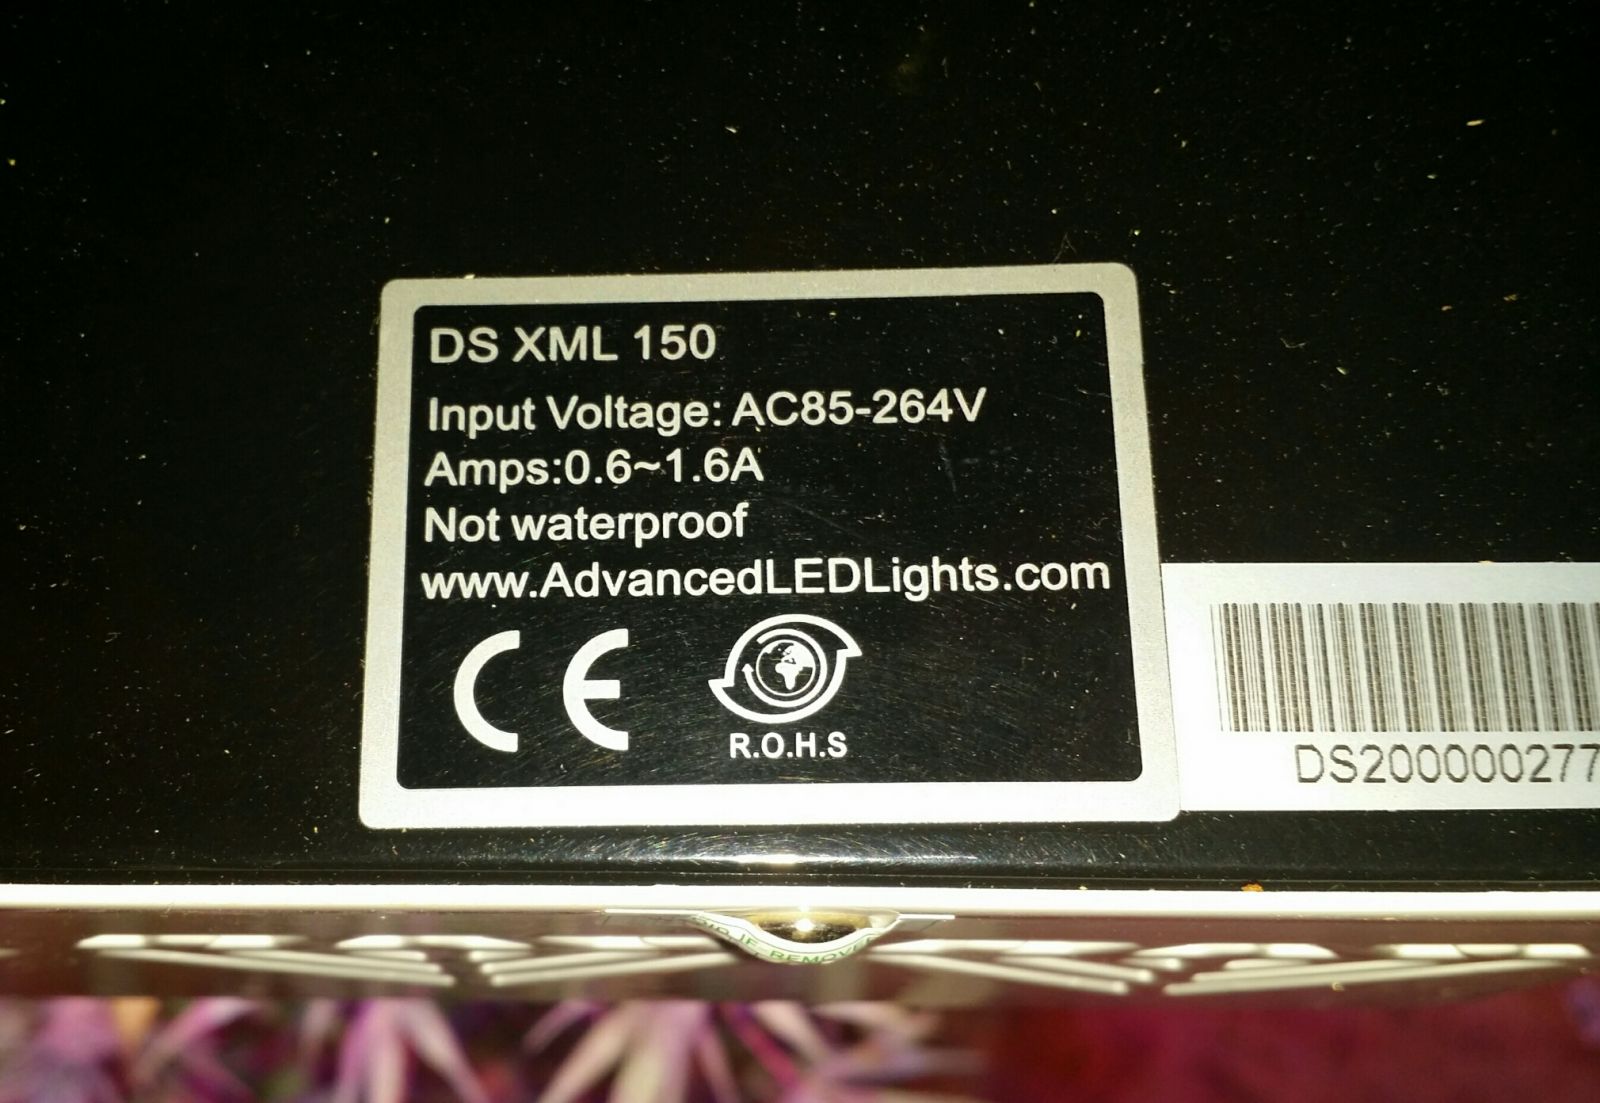 DS XML 150
Input Voltage: AC85-264V
Amps:0.6~1.6A
Not waterproof
www.AdvancedLEDLights.com
CE
R.O.H.S
DS200000277
REMOVED